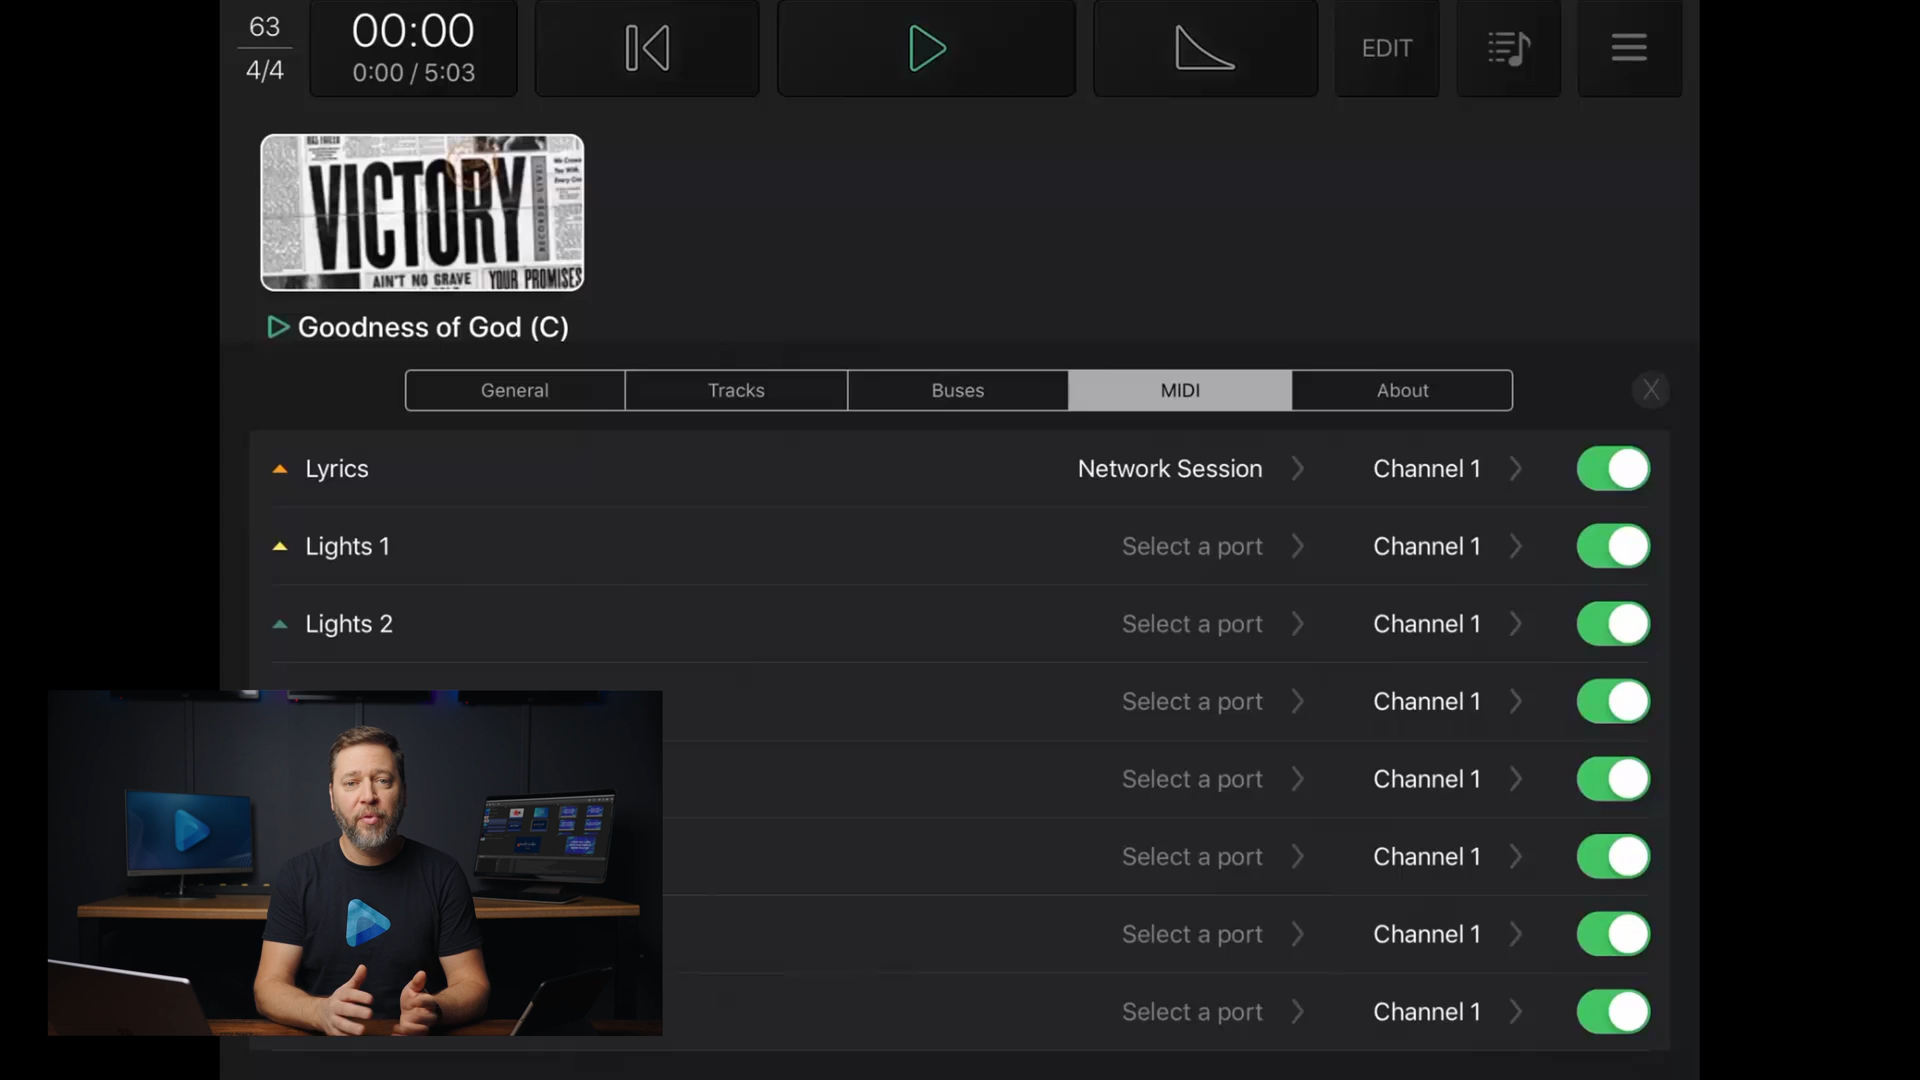 63
4/4
00:00
0:00 / 5:03
EDIT
VICTORY
RECORDED LIVE!
AIN'T NO GRAVE
YOUR PROMISES
Goodness of God (C)
General
Tracks
Buses
MIDI
About
X
Lyrics
Network Session
Channel 1
Lights 1
Select a port
Channel 1
Lights 2
Select a port
Channel 1
Select a port
Channel 1
Select a port
Channel 1
Select a port
Channel 1
Select a port
Channel 1
Select a port
Channel 1